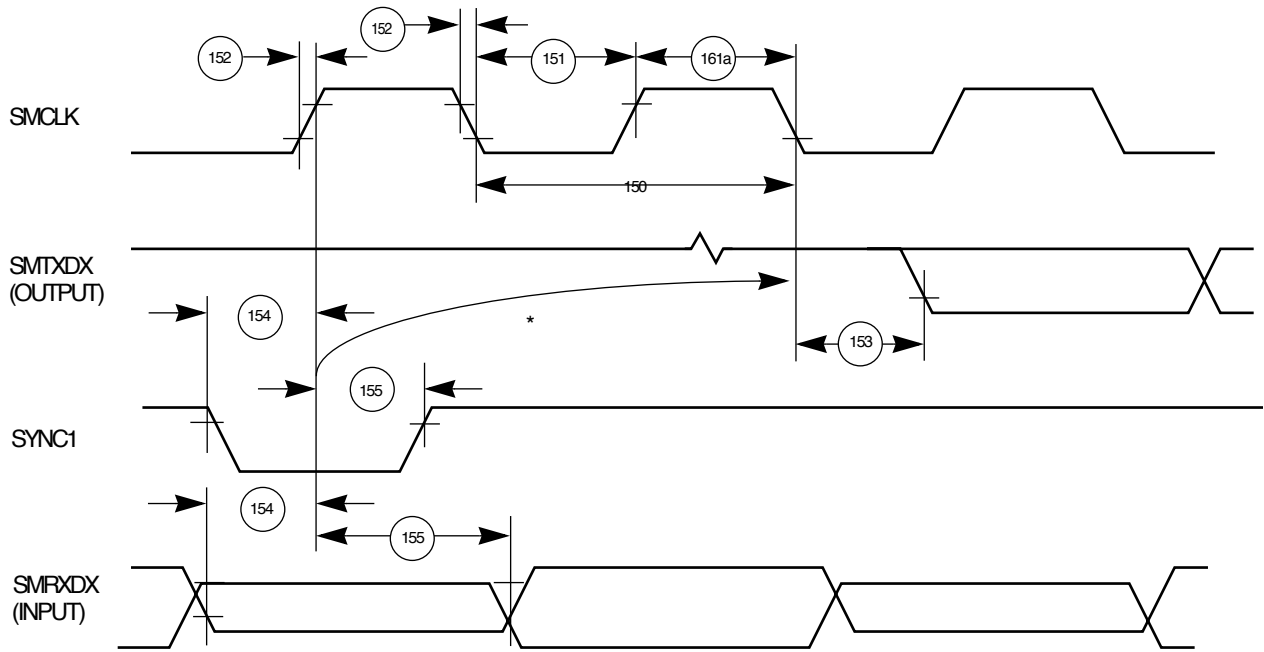 152
152
151
161a
SMCLK
150
SMTXDX
(OUTPUT)
154
*
153
155
SYNC1
154
155
SMRXDX
(INPUT)